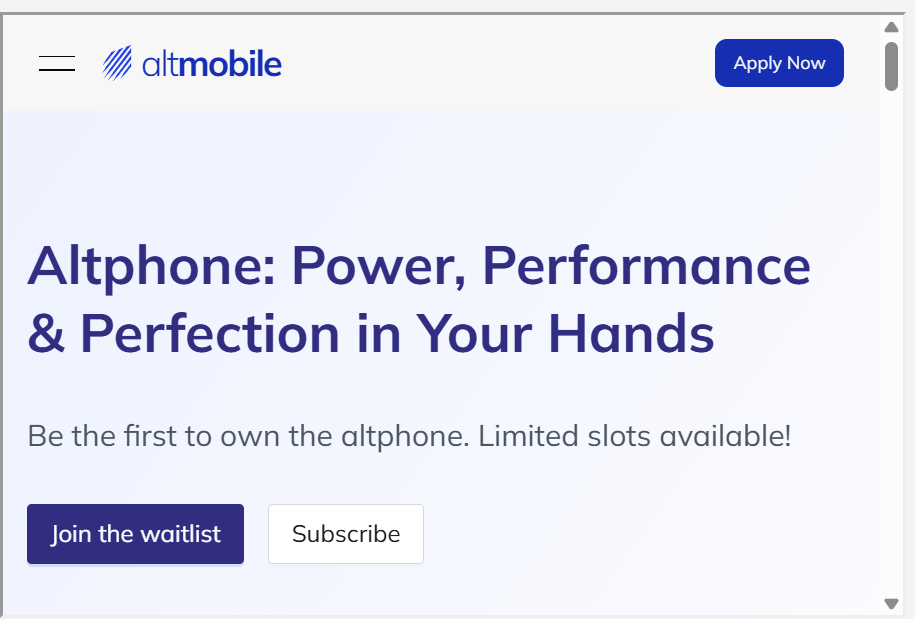 altmobile
Apply Now
Altphone: Power, Performance
& Perfection in Your Hands
Be the first to own the altphone. Limited slots available!
Join the waitlist
Subscribe